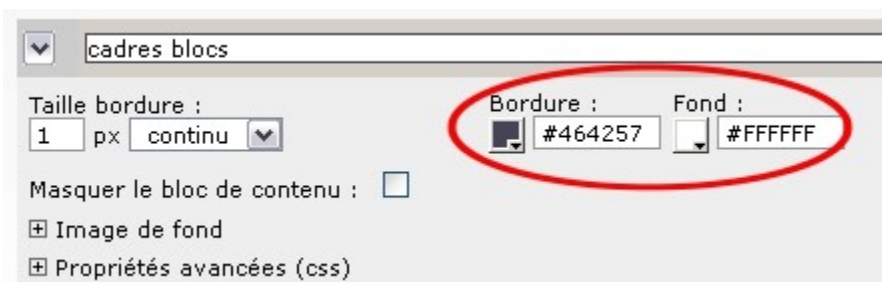 cadres blocs
Taille bordure : Bordure : Fond :
1 px continu #464257 #FFFFFF
Masquer le bloc de contenu :
Image de fond
Propriétés avancées (css)